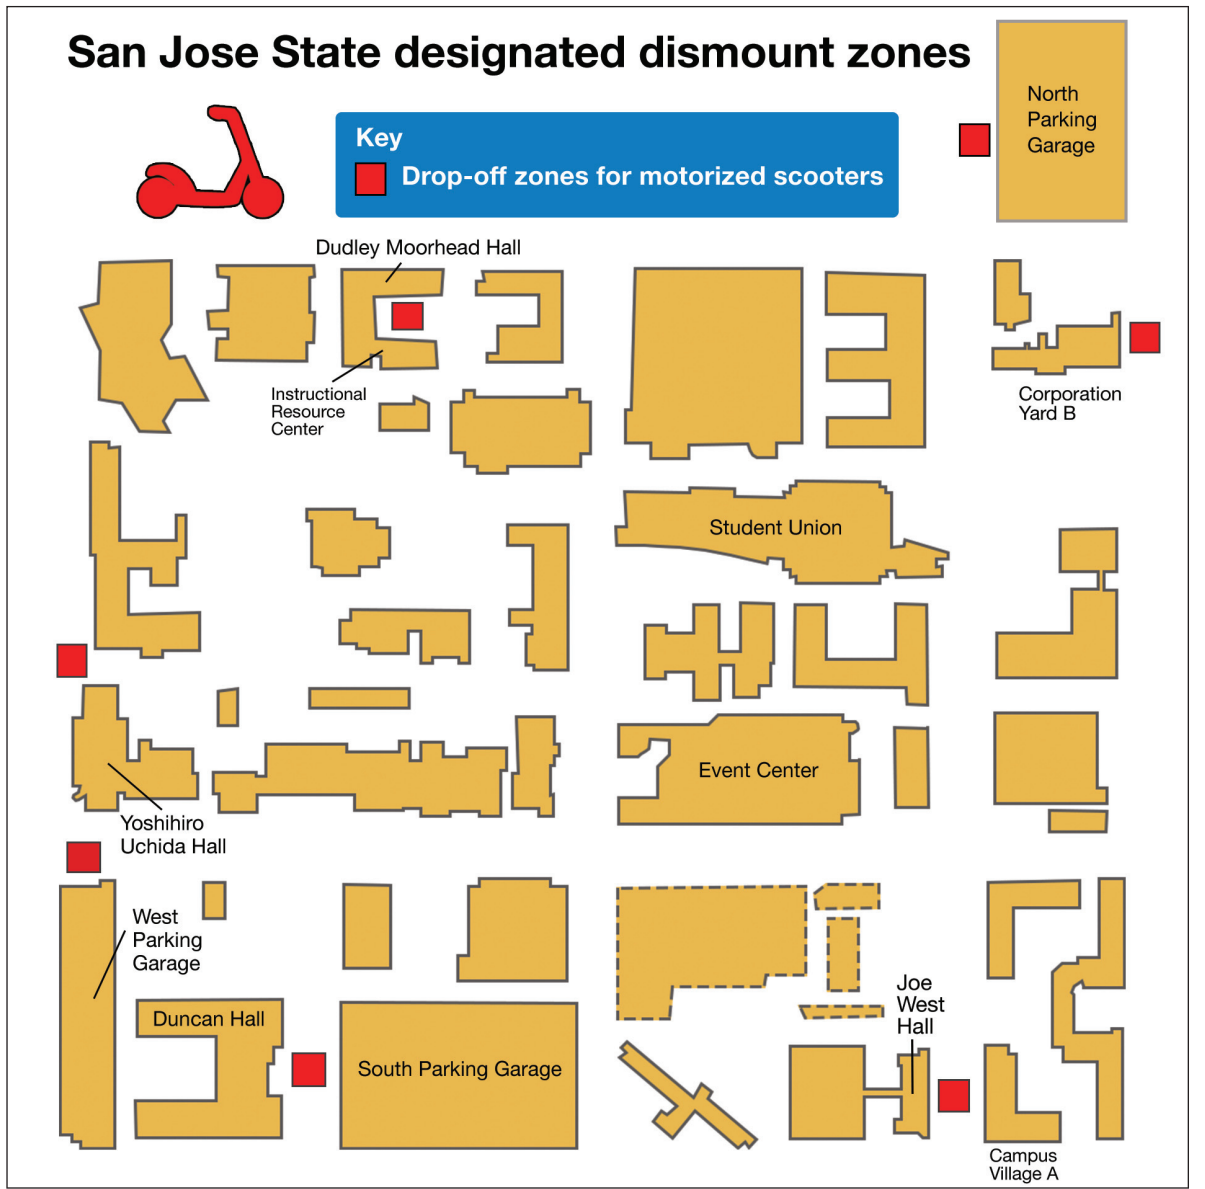 San Jose State designated dismount zones
Key
Drop-off zones for motorized scooters
North
Parking
Garage
Dudley Moorhead Hall
Instructional
Resource
Center
Corporation
Yard B
Student Union
Event Center
Yoshihiro
Uchida Hall
West
Parking
Garage
Duncan Hall
South Parking Garage
Joe
West
Hall
Campus
Village A